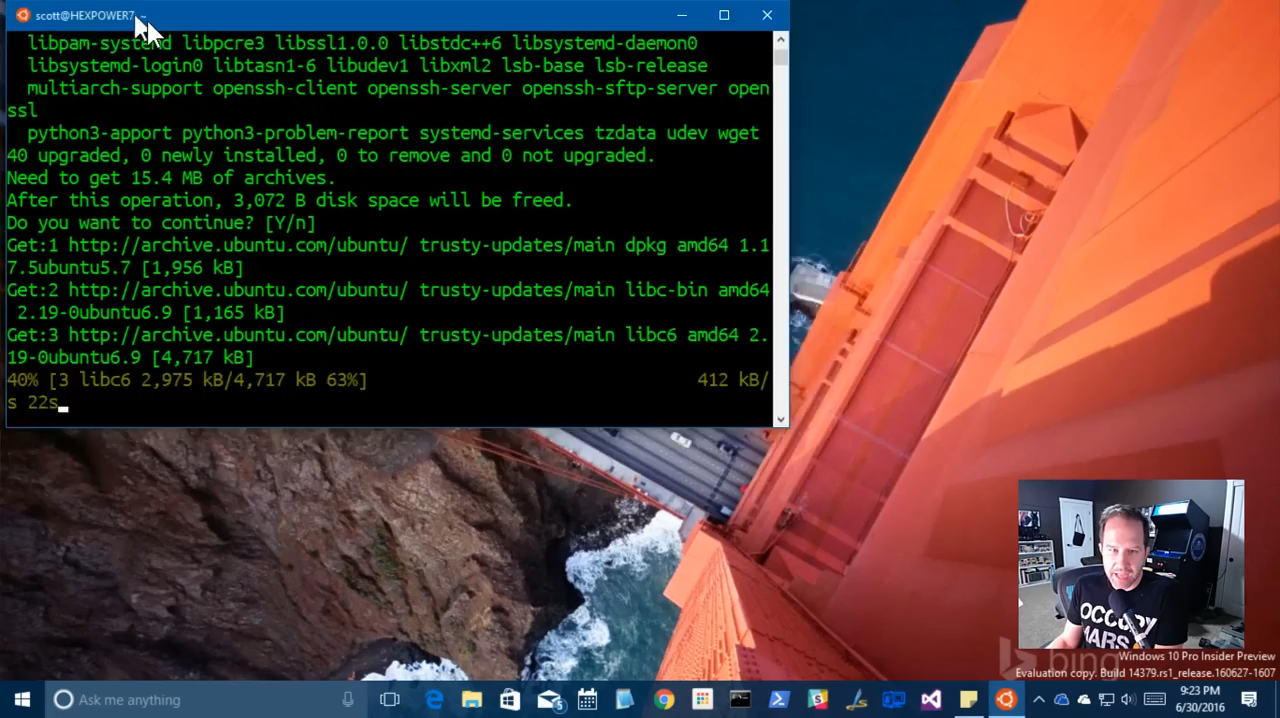 scott@HEXPOWER7: ~
libpam-systemd libpcre3 libssl1.0.0 libstdc++6 libsystemd-daemon0
libsystemd-login0 libtasn1-6 libudev1 libxml2 lsb-base lsb-release
multiarch-support openssh-client openssh-server openssh-sftp-server open
ssl
python3-apport python3-problem-report systemd-services tzdata udev wget
40 upgraded, 0 newly installed, 0 to remove and 0 not upgraded.
Need to get 15.4 MB of archives.
After this operation, 3,072 B disk space will be freed.
Do you want to continue? [Y/n]
Get:1 http://archive.ubuntu.com/ubuntu/ trusty-updates/main dpkg amd64 1.1
7.5ubuntu5.7 [1,956 kB]
Get:2 http://archive.ubuntu.com/ubuntu/ trusty-updates/main libc-bin amd64
2.19-0ubuntu6.9 [1,165 kB]
Get:3 http://archive.ubuntu.com/ubuntu/ trusty-updates/main libc6 amd64 2.
19-0ubuntu6.9 [4,717 kB]
40% [3 libc6 2,975 kB/4,717 kB 63%] 412 kB/
s 22s
OCCUPY
MARS
bing
Windows 10 Pro Insider Preview
Evaluation copy. Build 14379.rs1_release.160627-1607
Ask me anything
5
9:23 PM
6/30/2016